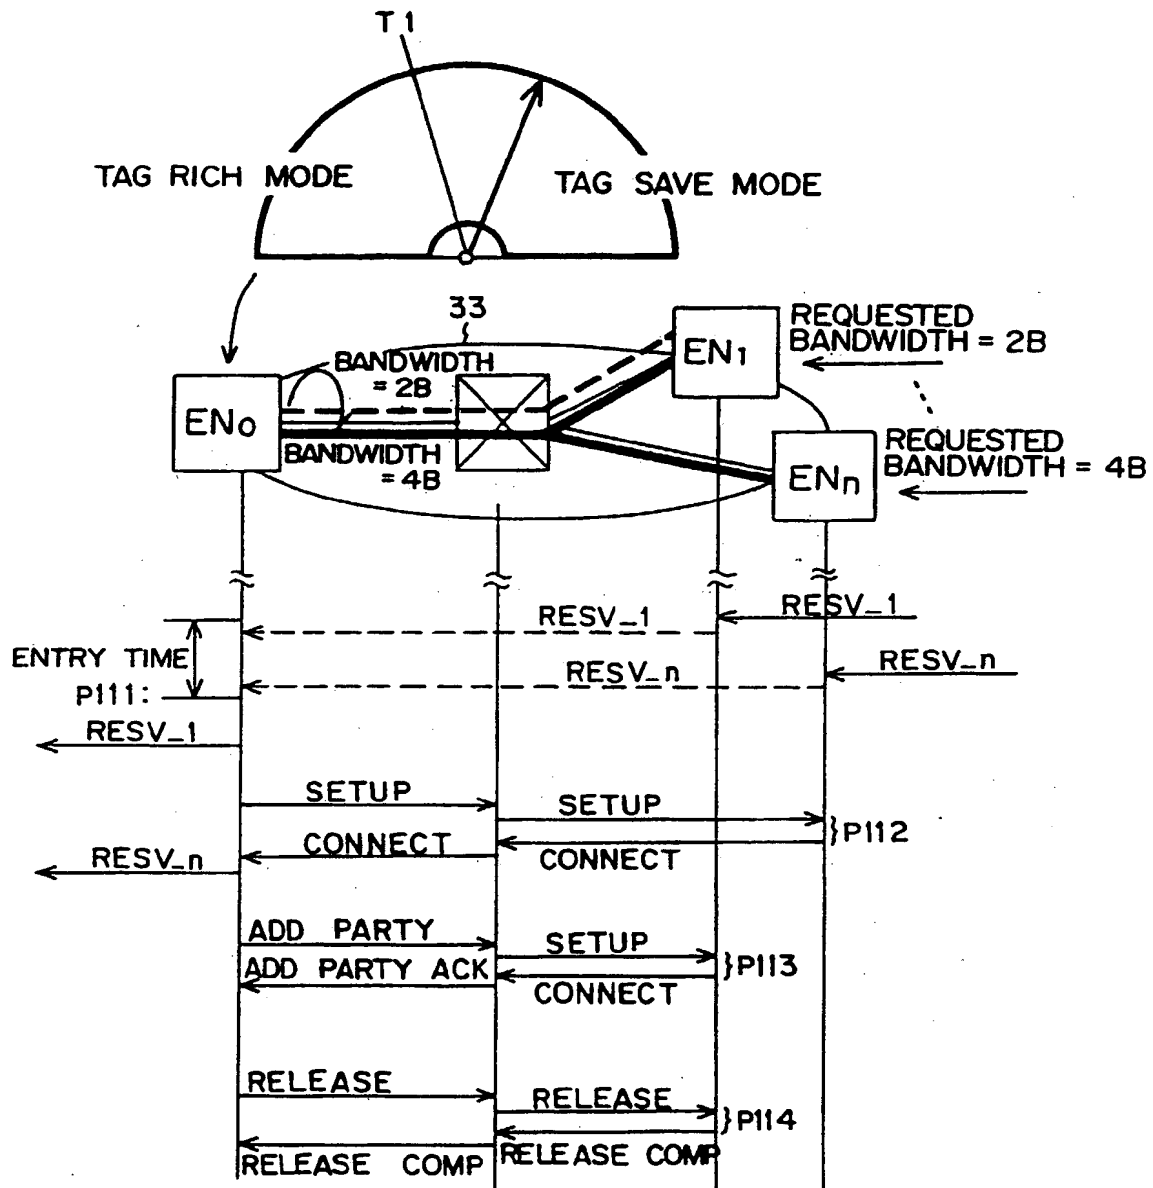 T1
TAG RICH MODE
TAG SAVE MODE
33
REQUESTED
BANDWIDTH = 2B
BANDWIDTH
= 2B
EN1
EN0
REQUESTED
BANDWIDTH = 4B
BANDWIDTH
= 4B
ENn
RESV_1
RESV_1
ENTRY TIME
P111:
RESV_n
RESV_n
RESV_1
SETUP
SETUP
P112
CONNECT
CONNECT
RESV_n
ADD PARTY
SETUP
P113
ADD PARTY ACK
CONNECT
RELEASE
RELEASE
P114
RELEASE COMP
RELEASE COMP